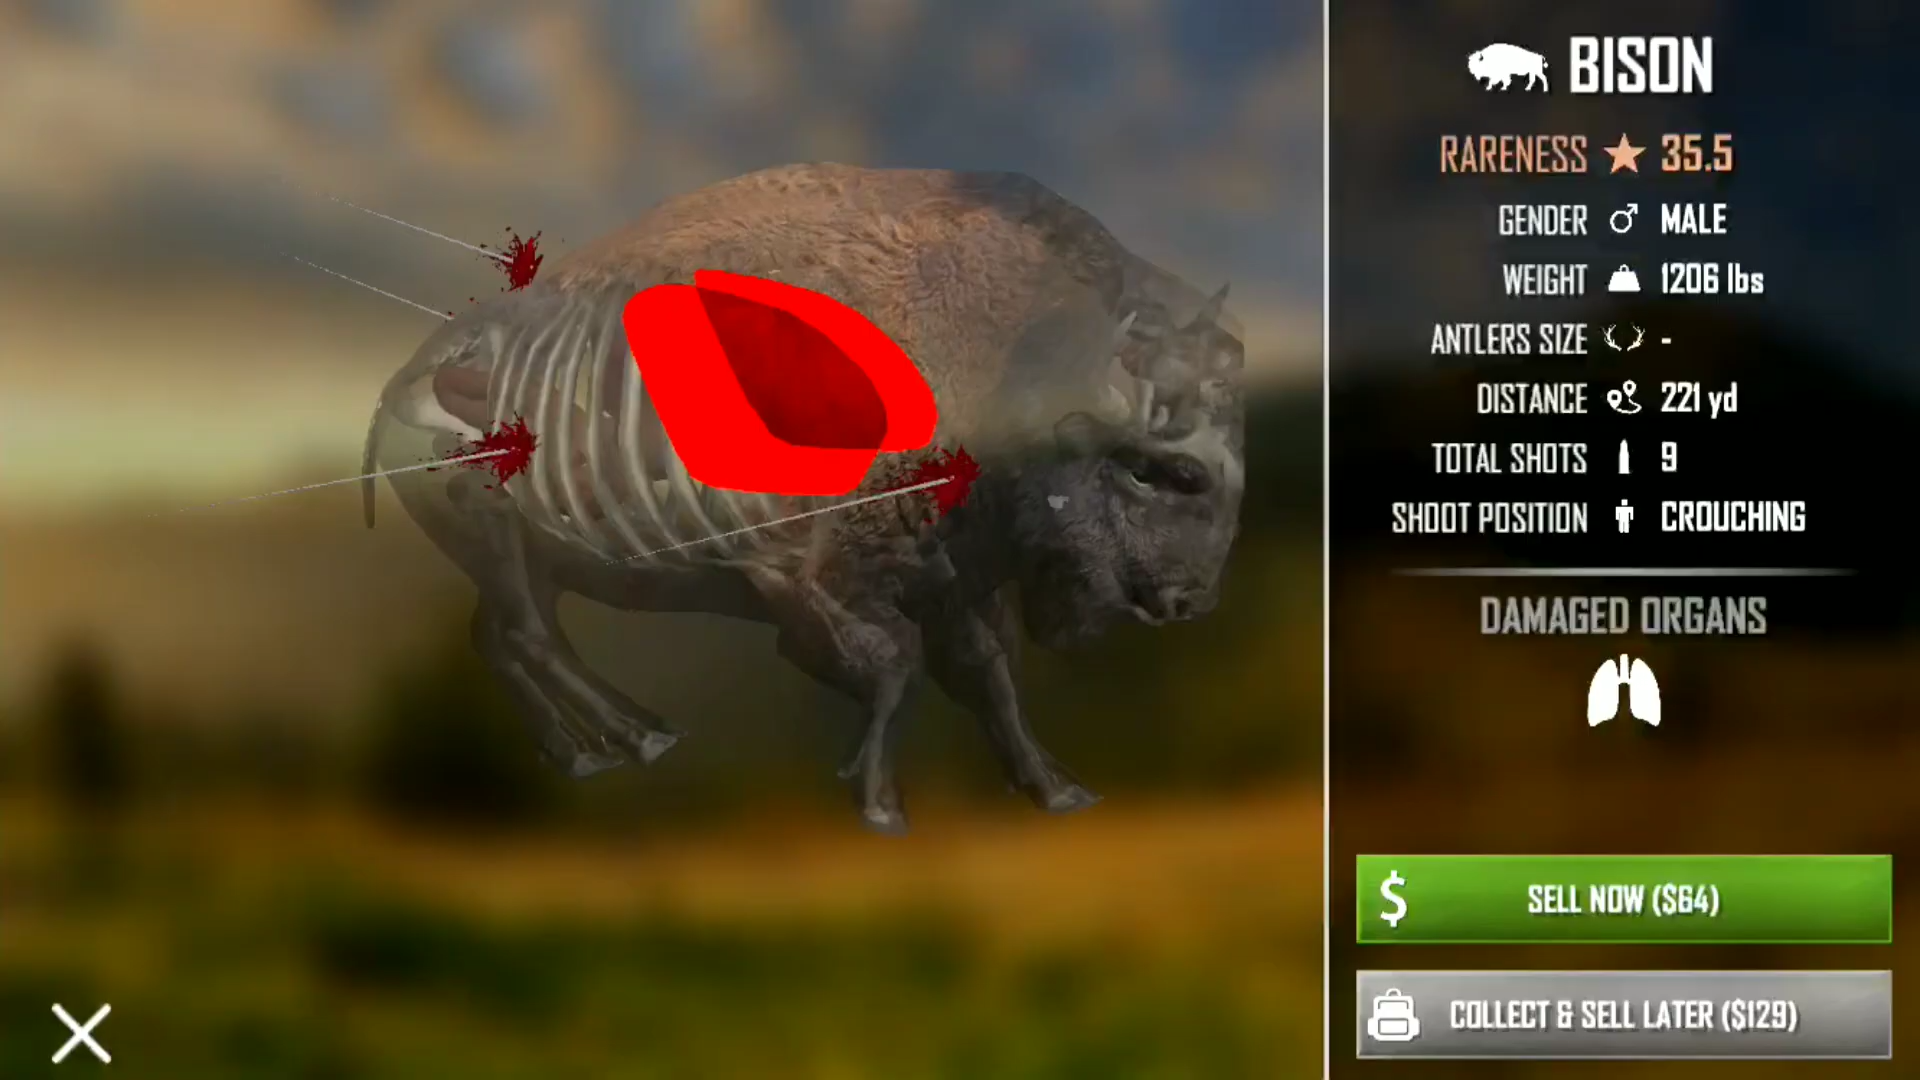 BISON
RARENESS 35.5
GENDER MALE
WEIGHT 1206 lbs
ANTLERS SIZE -
DISTANCE 221 yd
TOTAL SHOTS 9
SHOOT POSITION CROUCHING
DAMAGED ORGANS
$ SELL NOW ($64)
COLLECT & SELL LATER ($129)